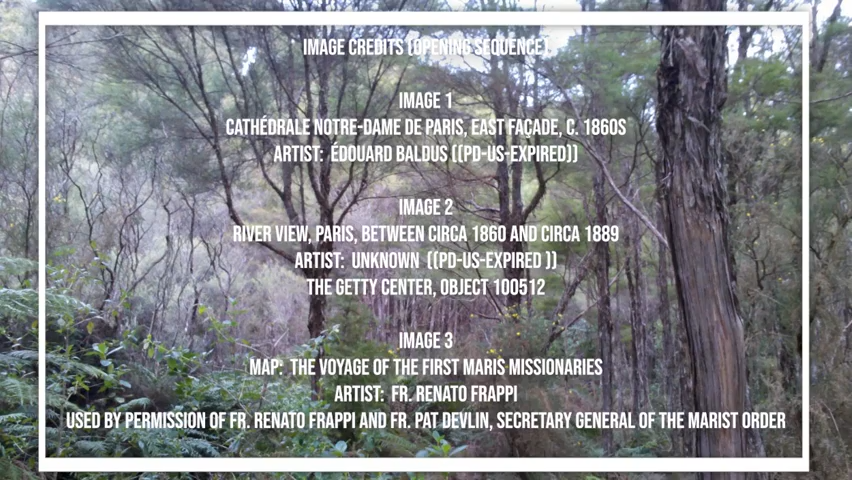 IMAGE CREDITS (OPENING SEQUENCE)
IMAGE 1
CATHÉDRALE NOTRE-DAME DE PARIS, EAST FAÇADE, C. 1860S
ARTIST: ÉDOUARD BALDUS ((PD-US-EXPIRED))
IMAGE 2
RIVER VIEW, PARIS, BETWEEN CIRCA 1860 AND CIRCA 1889
ARTIST: UNKNOWN ((PD-US-EXPIRED ))
THE GETTY CENTER, OBJECT 100512
IMAGE 3
MAP: THE VOYAGE OF THE FIRST MARIS MISSIONARIES
ARTIST: FR. RENATO FRAPPI
USED BY PERMISSION OF FR. RENATO FRAPPI AND FR. PAT DEVLIN, SECRETARY GENERAL OF THE MARIST ORDER